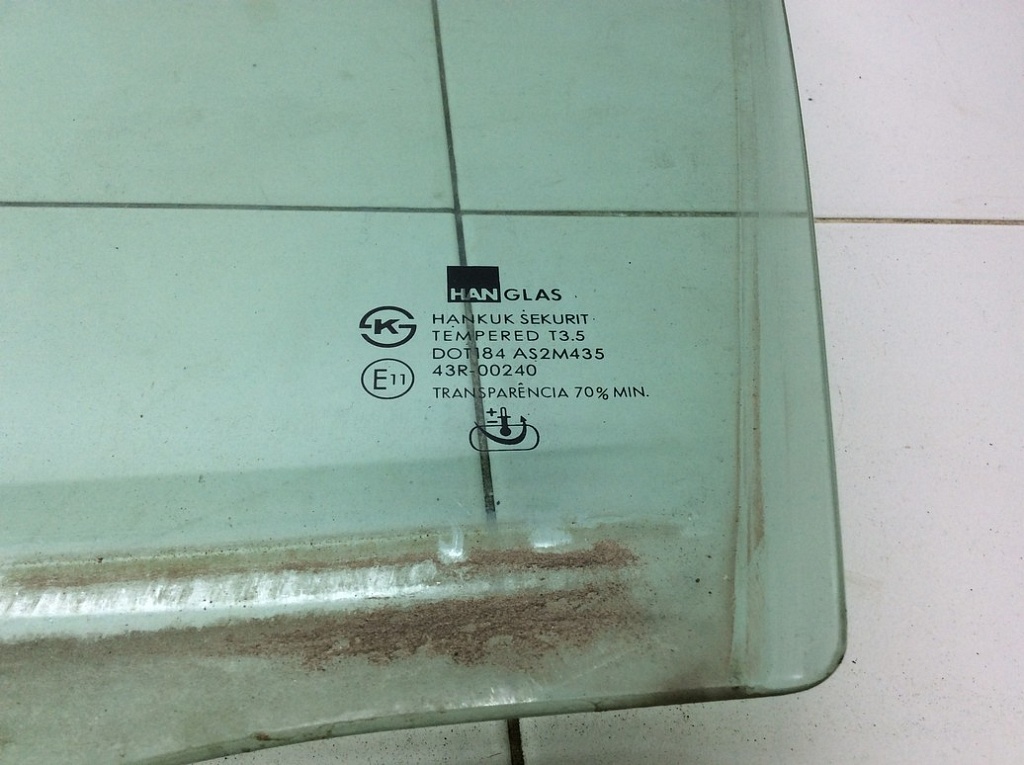 HANGLAS
K
HANKUK SEKURIT
TEMPERED T3.5
DOT184 AS2M435
E11
43R-00240
TRANSPARÊNCIA 70% MIN.